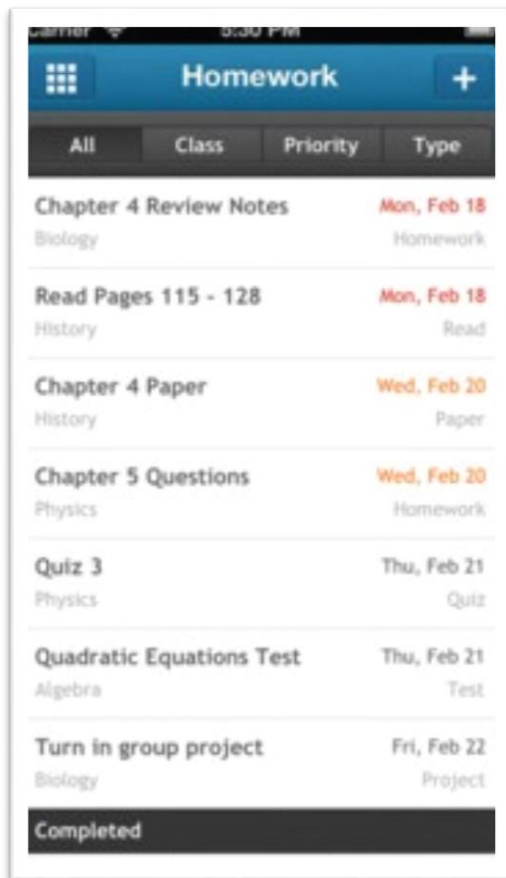 Carrier 5:30 PM
Homework +
All Class Priority Type
Chapter 4 Review Notes Mon, Feb 18
Biology Homework
Read Pages 115 - 128 Mon, Feb 18
History Read
Chapter 4 Paper Wed, Feb 20
History Paper
Chapter 5 Questions Wed, Feb 20
Physics Homework
Quiz 3 Thu, Feb 21
Physics Quiz
Quadratic Equations Test Thu, Feb 21
Algebra Test
Turn in group project Fri, Feb 22
Biology Project
Completed